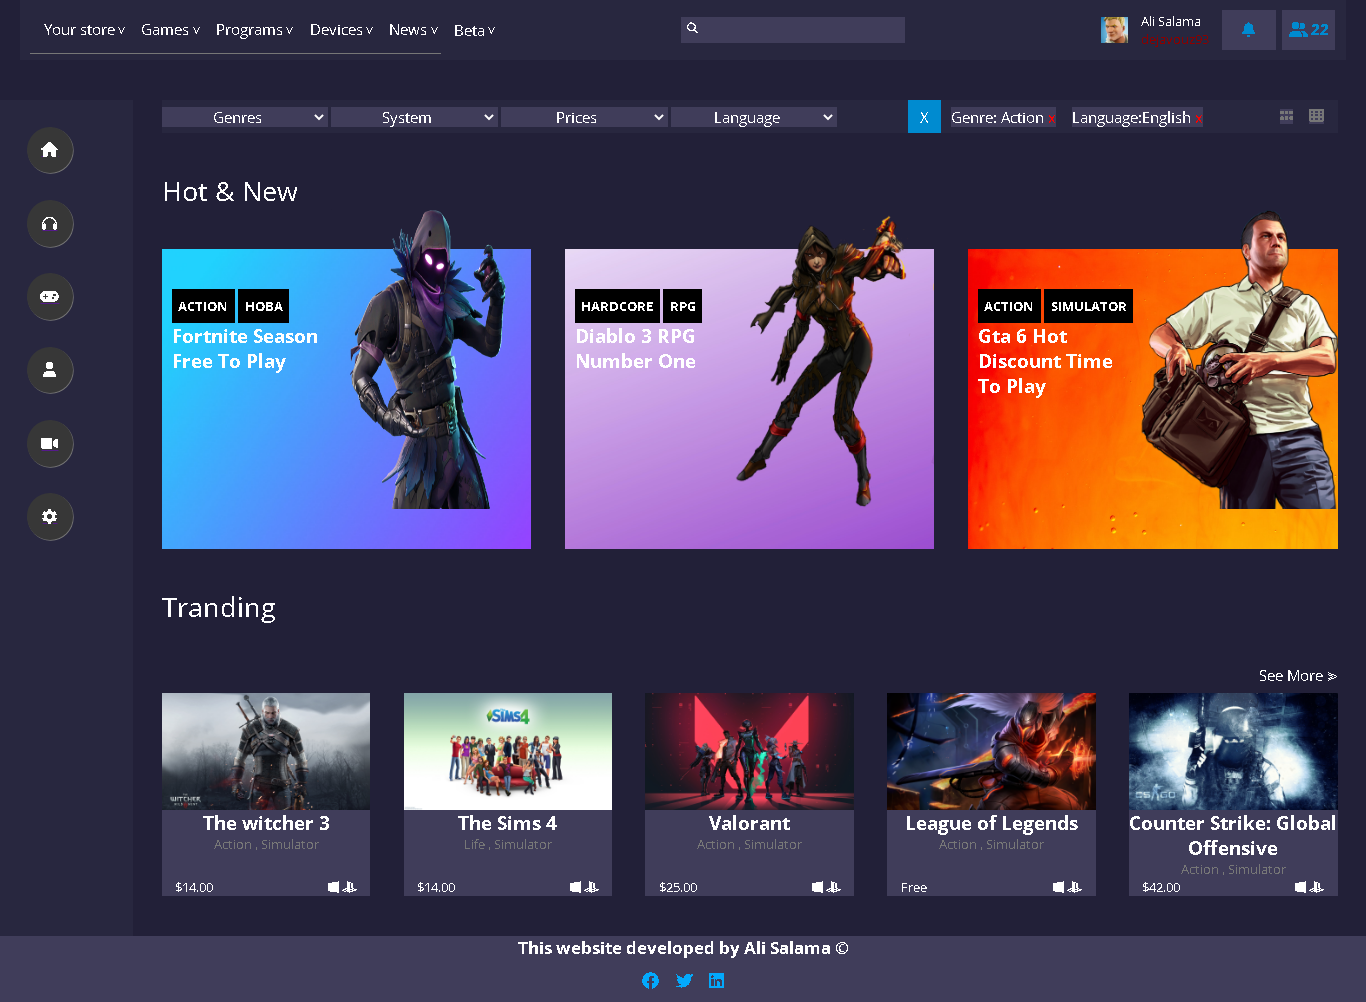 Your store v Games v Programs v Devices v News v Beta v
Ali Salama
22
Genres System Prices Language X Genre: Action x Language:English x
Hot & New
ACTION HOBA
Fortnite Season
Free To Play
HARDCORE RPG
Diablo 3 RPG
Number One
ACTION SIMULATOR
Gta 6 Hot
Discount Time
To Play
Tranding
See More ⪢
WITCHER
SIMS4
CS GO
The witcher 3
Action , Simulator
$14.00
The Sims 4
Life , Simulator
$14.00
Valorant
Action , Simulator
$25.00
League of Legends
Action , Simulator
Free
Counter Strike: Global
Offensive
Action , Simulator
$42.00
This website developed by Ali Salama ©